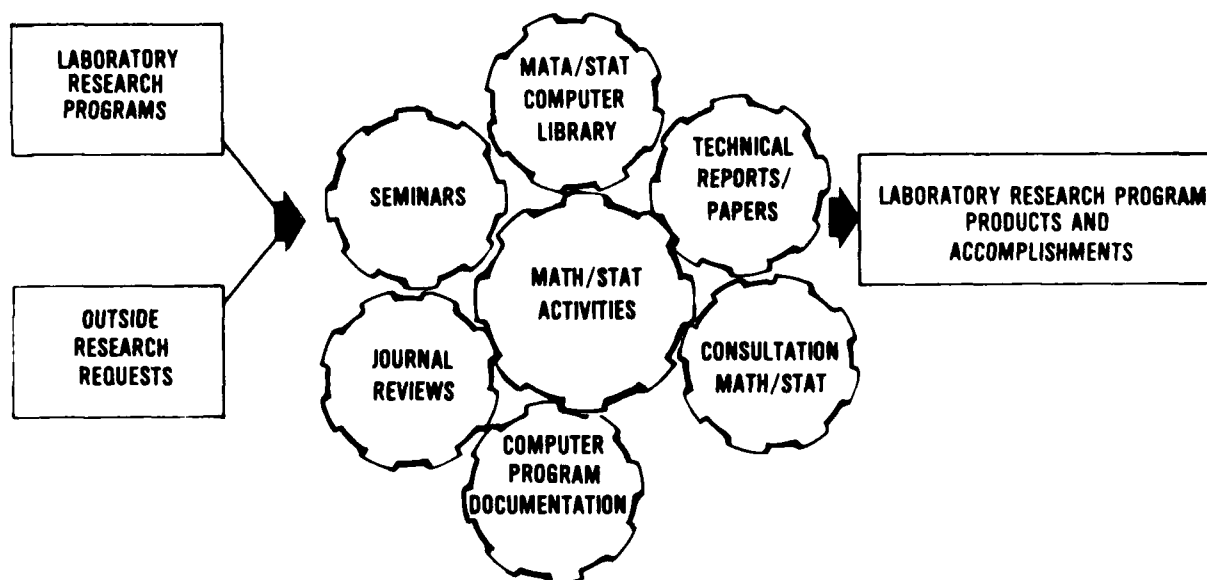 LABORATORY
RESEARCH
PROGRAMS
OUTSIDE
RESEARCH
REQUESTS
MATA/STAT
COMPUTER
LIBRARY
SEMINARS
TECHNICAL
REPORTS/
PAPERS
MATH/STAT
ACTIVITIES
JOURNAL
REVIEWS
CONSULTATION
MATH/STAT
COMPUTER
PROGRAM
DOCUMENTATION
LABORATORY RESEARCH PROGRAM
PRODUCTS AND
ACCOMPLISHMENTS